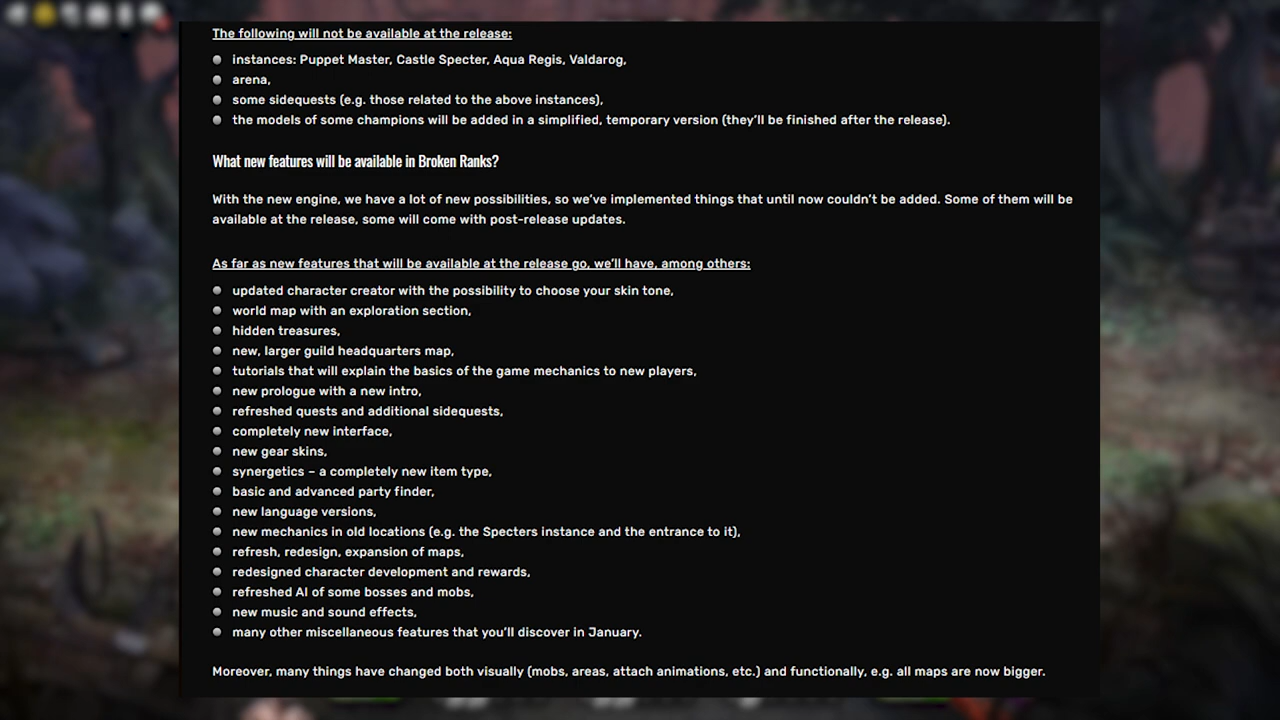 The following will not be available at the release:
instances: Puppet Master, Castle Specter, Aqua Regis, Valdarog,
arena,
some sidequests (e.g. those related to the above instances),
the models of some champions will be added in a simplified, temporary version (they'll be finished after the release).
What new features will be available in Broken Ranks?
With the new engine, we have a lot of new possibilities, so we've implemented things that until now couldn't be added. Some of them will be
available at the release, some will come with post-release updates.
As far as new features that will be available at the release go, we'll have, among others:
updated character creator with the possibility to choose your skin tone,
world map with an exploration section,
hidden treasures,
new, larger guild headquarters map,
tutorials that will explain the basics of the game mechanics to new players,
new prologue with a new intro,
refreshed quests and additional sidequests,
completely new interface,
new gear skins,
synergetics – a completely new item type,
basic and advanced party finder,
new language versions,
new mechanics in old locations (e.g. the Specters instance and the entrance to it),
refresh, redesign, expansion of maps,
redesigned character development and rewards,
refreshed AI of some bosses and mobs,
new music and sound effects,
many other miscellaneous features that you'll discover in January.
Moreover, many things have changed both visually (mobs, areas, attach animations, etc.) and functionally, e.g. all maps are now bigger.